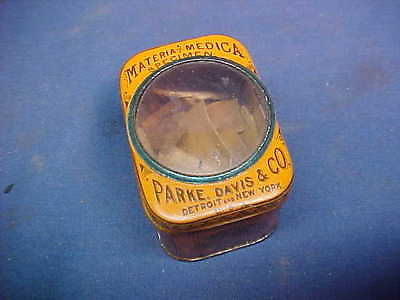 MATERIA MEDICA
SPECIMEN
PARKE, DAVIS & CO.
DETROIT AND NEW YORK